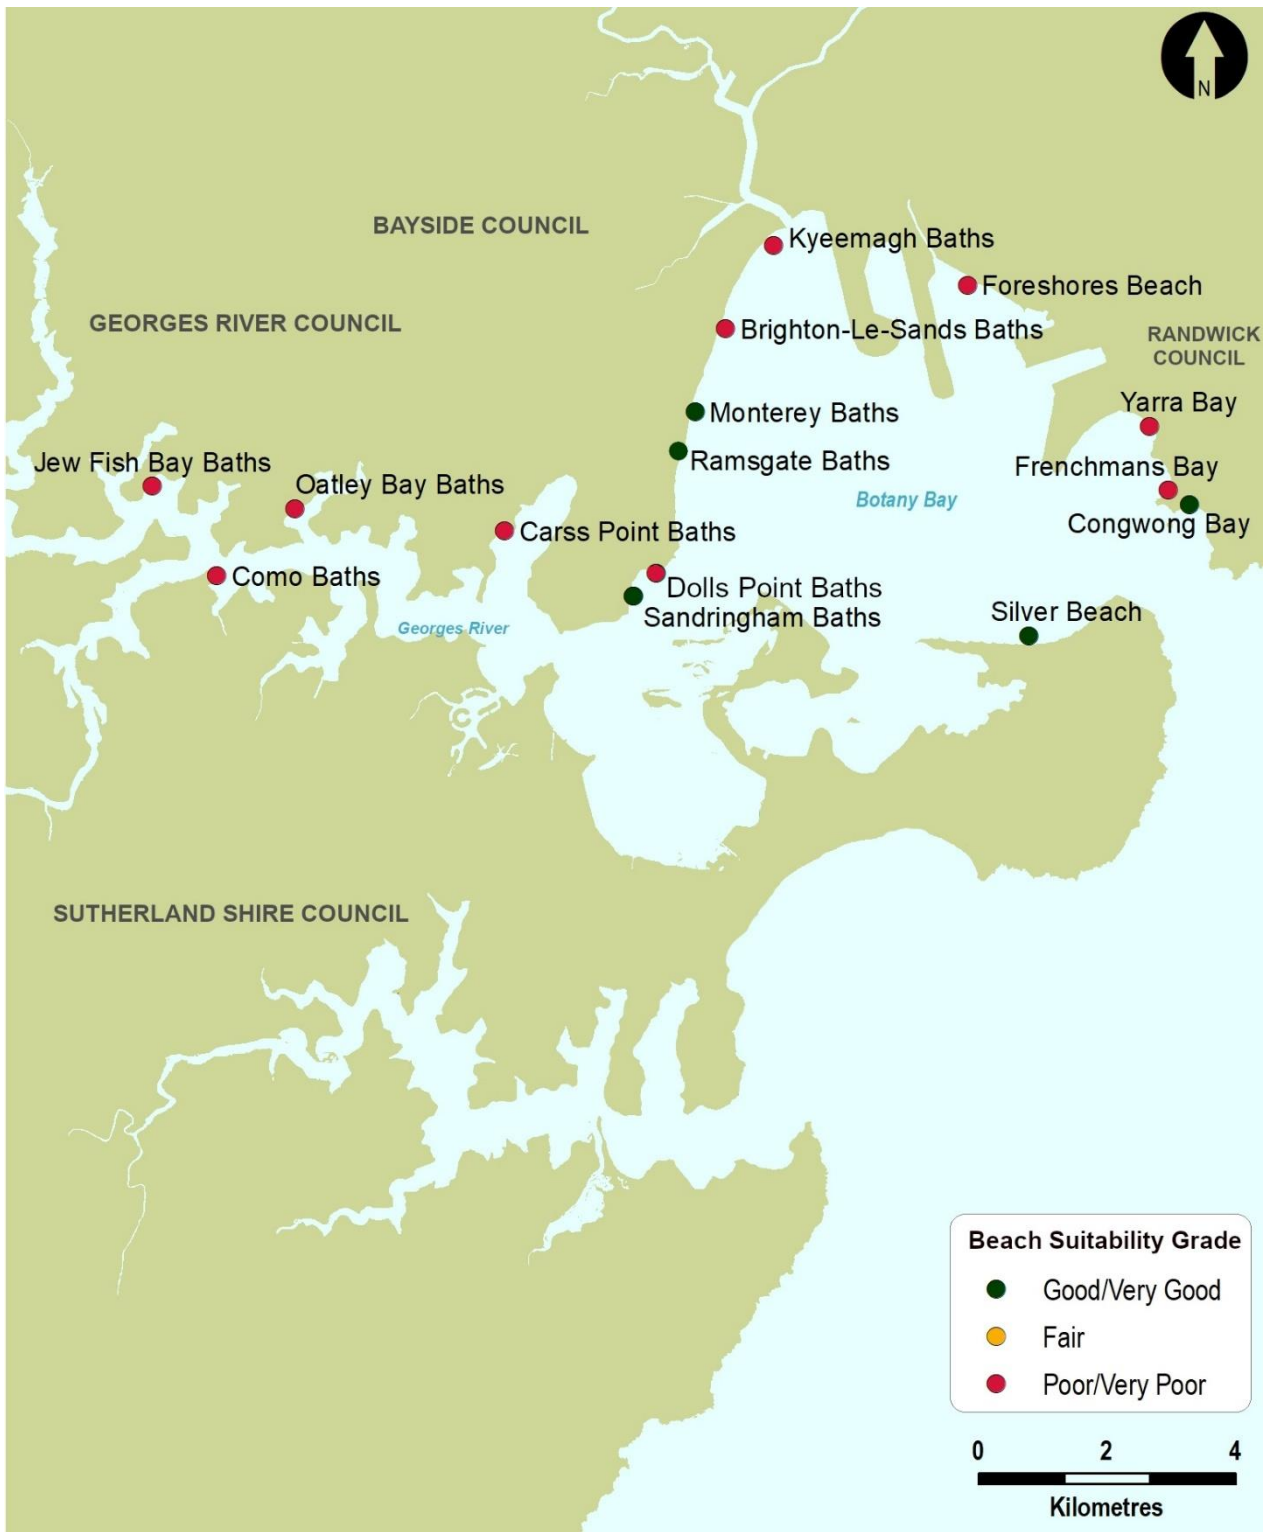 N
BAYSIDE COUNCIL
Kyeemagh Baths
Foreshores Beach
GEORGES RIVER COUNCIL
Brighton-Le-Sands Baths
RANDWICK
COUNCIL
Monterey Baths
Yarra Bay
Jew Fish Bay Baths
Ramsgate Baths
Frenchmans Bay
Oatley Bay Baths
Botany Bay
Congwong Bay
Carss Point Baths
Como Baths
Dolls Point Baths
Sandringham Baths
Silver Beach
Georges River
SUTHERLAND SHIRE COUNCIL
Beach Suitability Grade
Good/Very Good
Fair
Poor/Very Poor
0 2 4
Kilometres